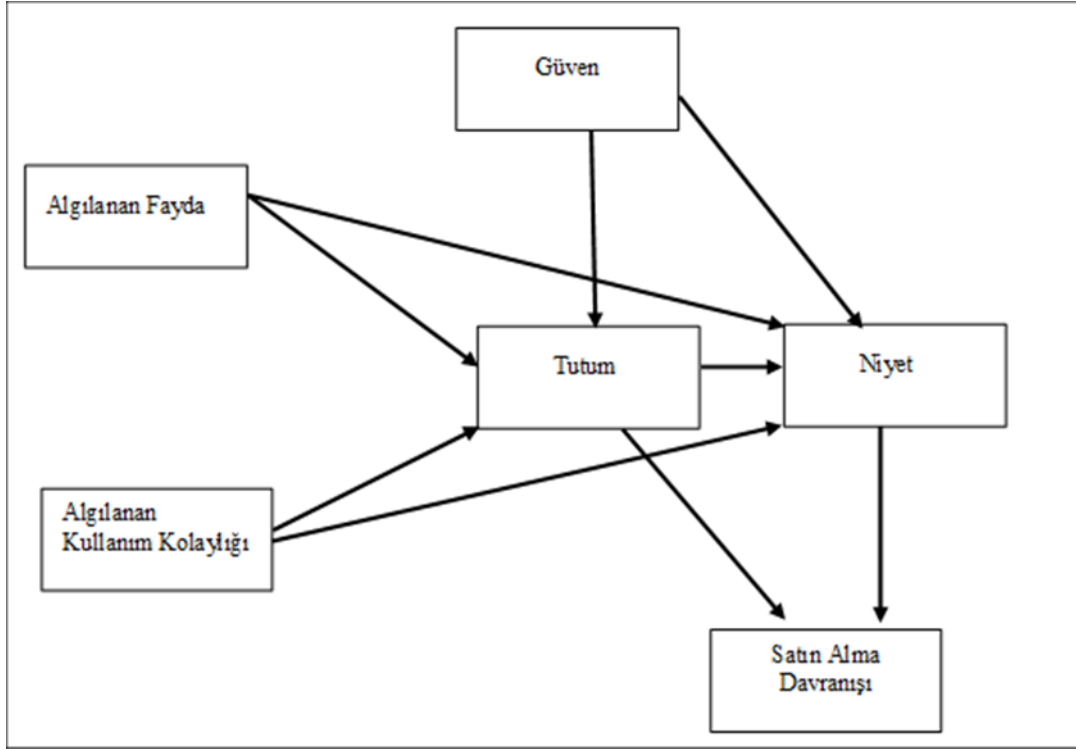 Güven
Algılanan Fayda
Tutum
Niyet
Algılanan
Kullanım Kolaylığı
Satın Alma
Davranışı